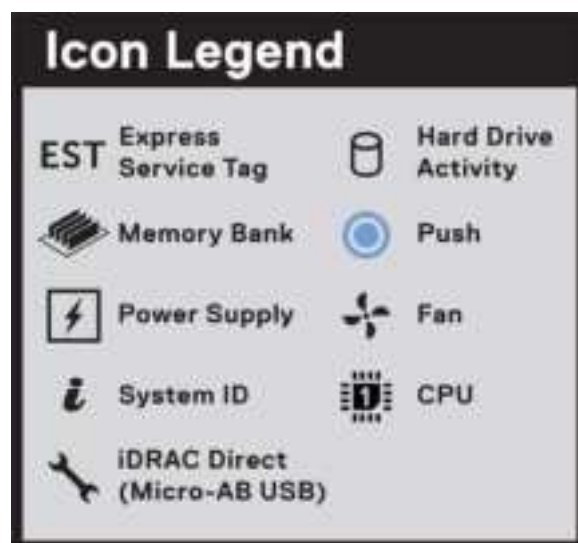 Icon Legend
EST
Express
Service Tag
Hard Drive
Activity
Memory Bank
Push
Power Supply
Fan
i
System ID
1
CPU
iDRAC Direct
(Micro-AB USB)